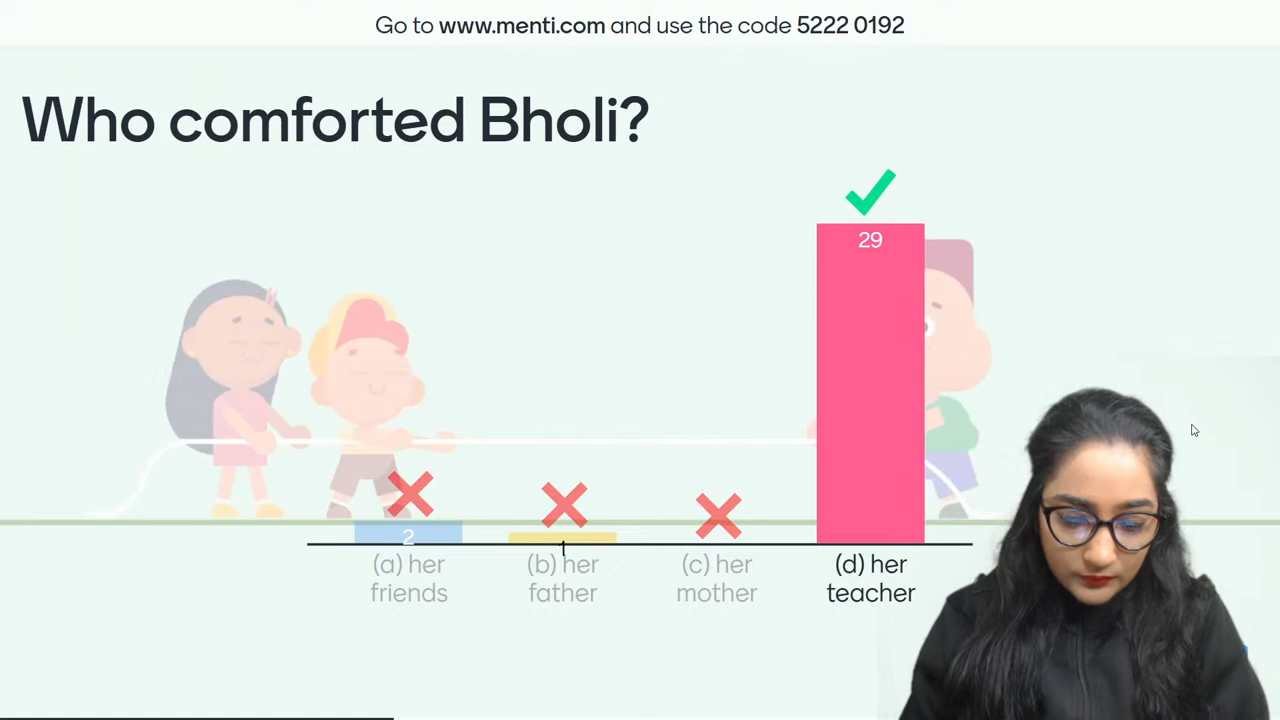 Go to www.menti.com and use the code 5222 0192
Who comforted Bholi?
29
2
1
(a) her
friends
(b) her
father
(c) her
mother
(d) her
teacher